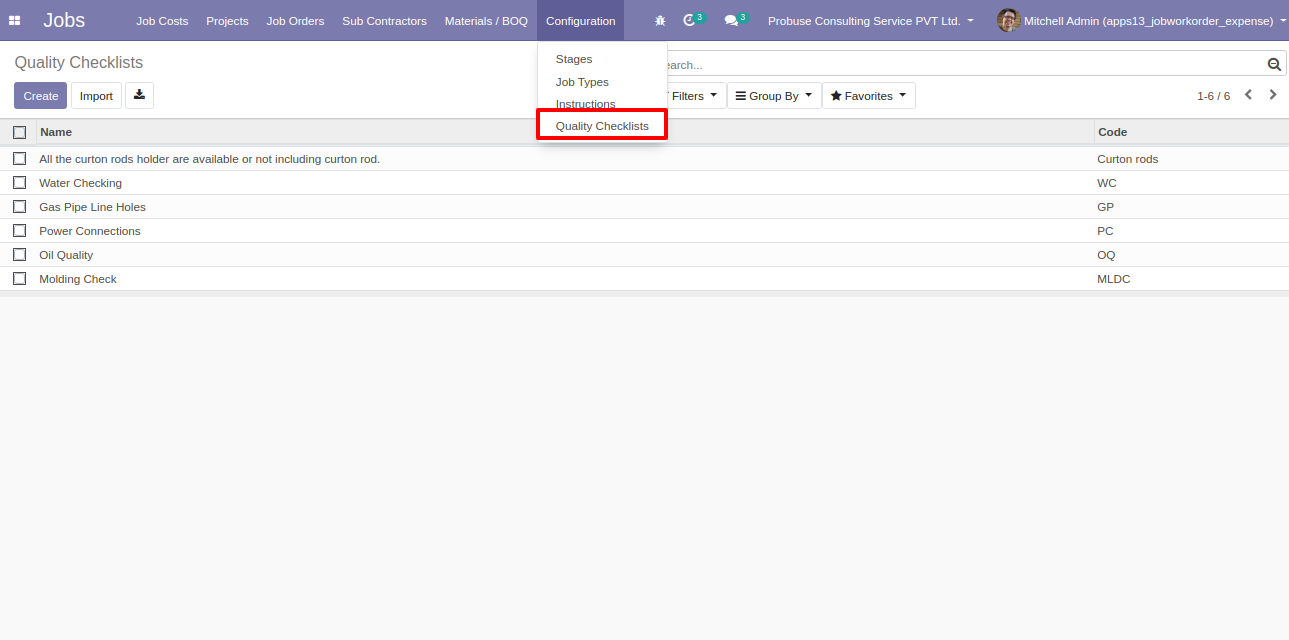 Jobs Job Costs Projects Job Orders Sub Contractors Materials / BOQ Configuration 3 3 Probuse Consulting Service PVT Ltd. Mitchell Admin (apps13_jobworkorder_expense)
Quality Checklists
Stages
Job Types
Instructions
Quality Checklists
earch...
Create Import Filters Group By Favorites 1-6 / 6
Name Code
All the curton rods holder are available or not including curton rod. Curton rods
Water Checking WC
Gas Pipe Line Holes GP
Power Connections PC
Oil Quality OQ
Molding Check MLDC